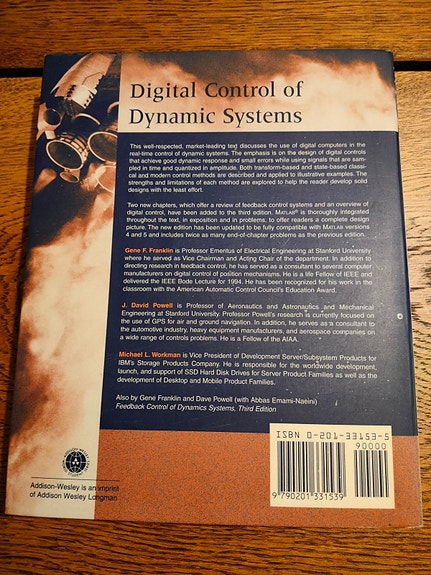 Digital Control of
Dynamic Systems
This well-respected, market-leading text discusses the use of digital computers in
the real-time control of dynamic systems. The emphasis is on the design of digital controls
that achieve good dynamic response and small errors while using signals that are sam-
pled in time and quantized in amplitude. Both transform-based and state-based classi-
cal and modern control methods are described and applied to illustrative examples. The
strengths and limitations of each method are explored to help the reader develop solid
designs with the least effort.
Two new chapters, which offer a review of feedback control systems and an overview of
digital control, have been added to the third edition. MATLAB® is thoroughly integrated
throughout the text, in exposition and in problems, to offer readers a complete design
picture. The new edition has been updated to be fully compatible with MATLAB versions
4 and 5 and includes twice as many end-of-chapter problems as the previous edition.
Gene F. Franklin is Professor Emeritus of Electrical Engineering at Stanford University
where he served as Vice Chairman and Acting Chair of the department. In addition to
directing research in feedback control, he has served as a consultant to several computer
manufacturers on digital control of position mechanisms. He is a life Fellow of IEEE and
delivered the IEEE Bode Lecture for 1994. He has been recognized for his work in the
classroom with the American Automatic Control Council's Education Award.
J. David Powell is Professor of Aeronautics and Astronautics and Mechanical
Engineering at Stanford University. Professor Powell's research is currently focused on the
use of GPS for air and ground navigation. In addition, he serves as a consultant to
the automotive industry, heavy equipment manufacturers, and aerospace companies on
a wide range of controls problems. He is a Fellow of the AIAA.
Michael L. Workman is Vice President of Development Server/Subsystem Products for
IBM's Storage Products Company. He is responsible for the worldwide development,
launch, and support of SSD Hard Disk Drives for Server Product Families as well as the
development of Desktop and Mobile Product Families.
Also by Gene Franklin and Dave Powell (with Abbas Emami-Naeini)
Feedback Control of Dynamics Systems, Third Edition
ISBN 0-201-33153-5
90000
9 790201 331539
Addison-Wesley is an imprint
of Addison Wesley Longman